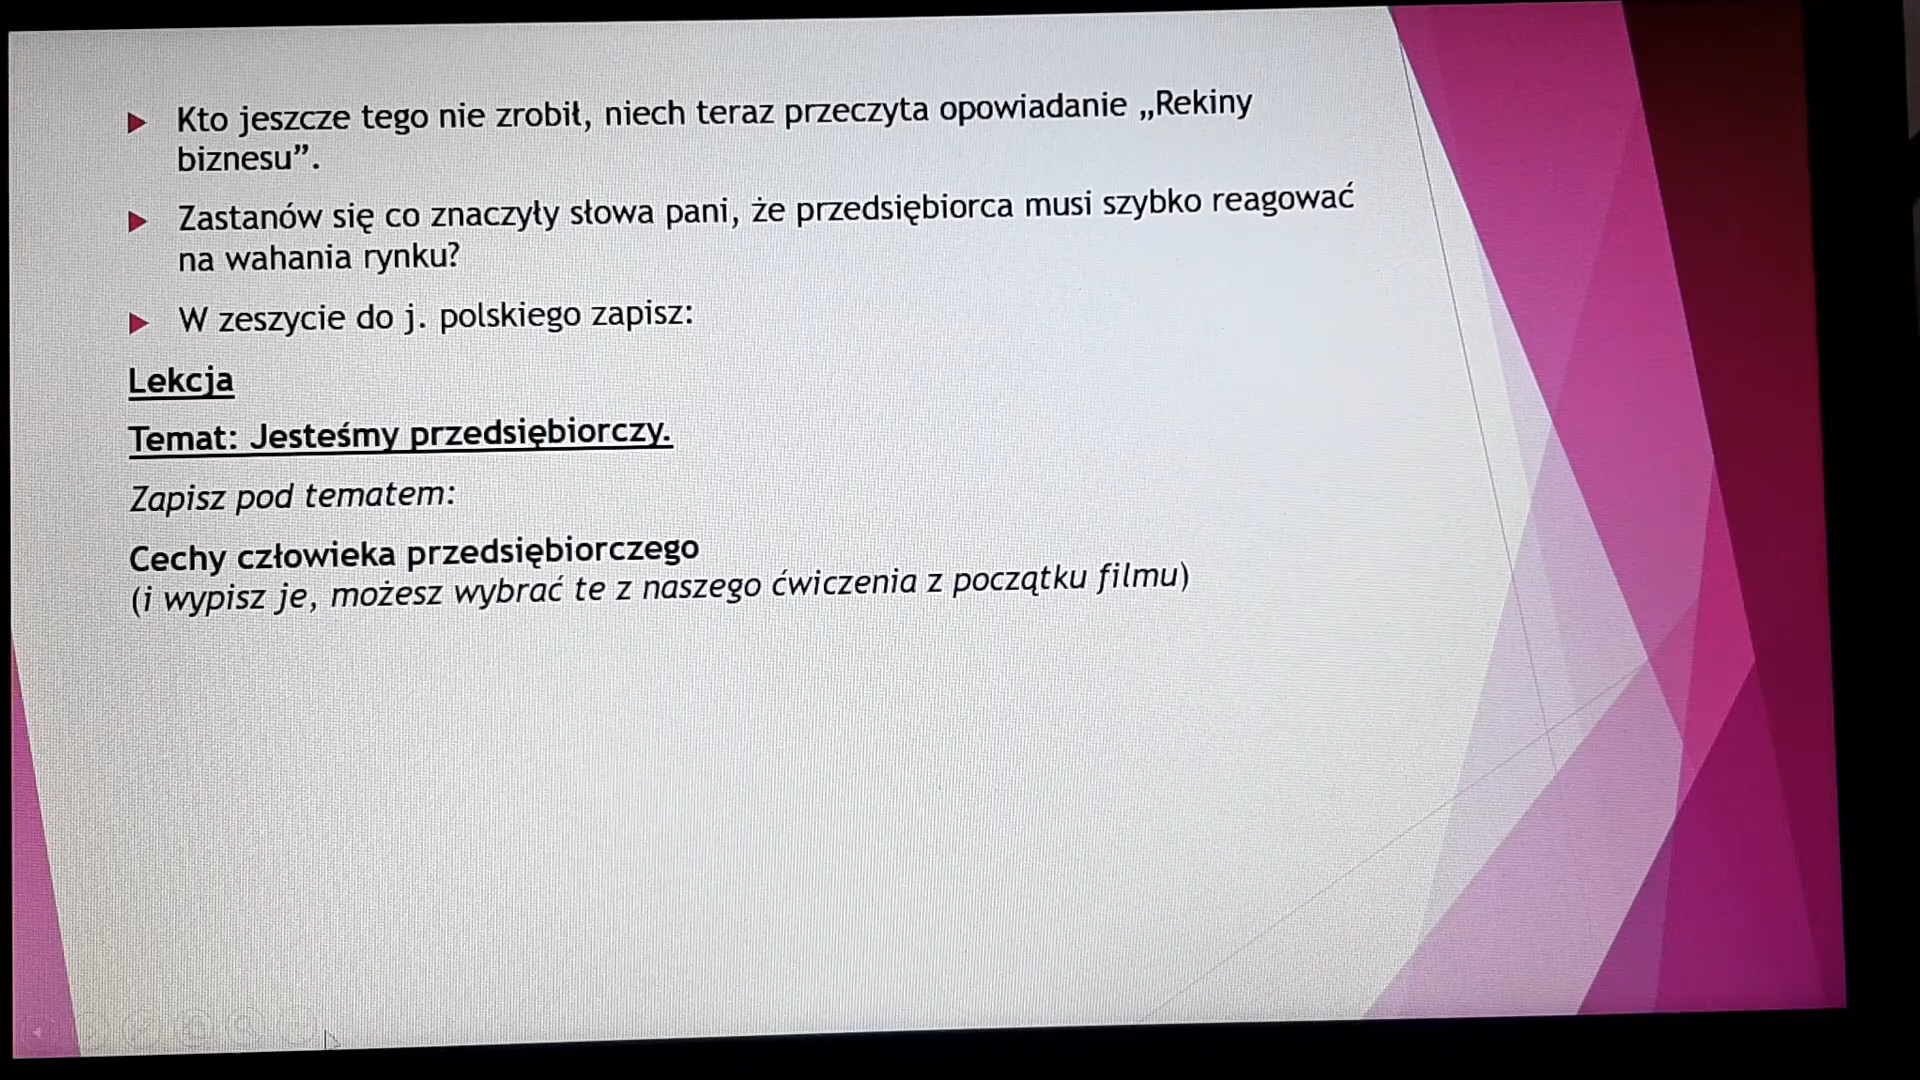 Kto jeszcze tego nie zrobił, niech teraz przeczyta opowiadanie „Rekiny
biznesu”.
Zastanów się co znaczyły słowa pani, że przedsiębiorca musi szybko reagować
na wahania rynku?
W zeszycie do j. polskiego zapisz:
Lekcja
Temat: Jesteśmy przedsiębiorczy.
Zapisz pod tematem:
Cechy człowieka przedsiębiorczego
(i wypisz je, możesz wybrać te z naszego ćwiczenia z początku filmu)